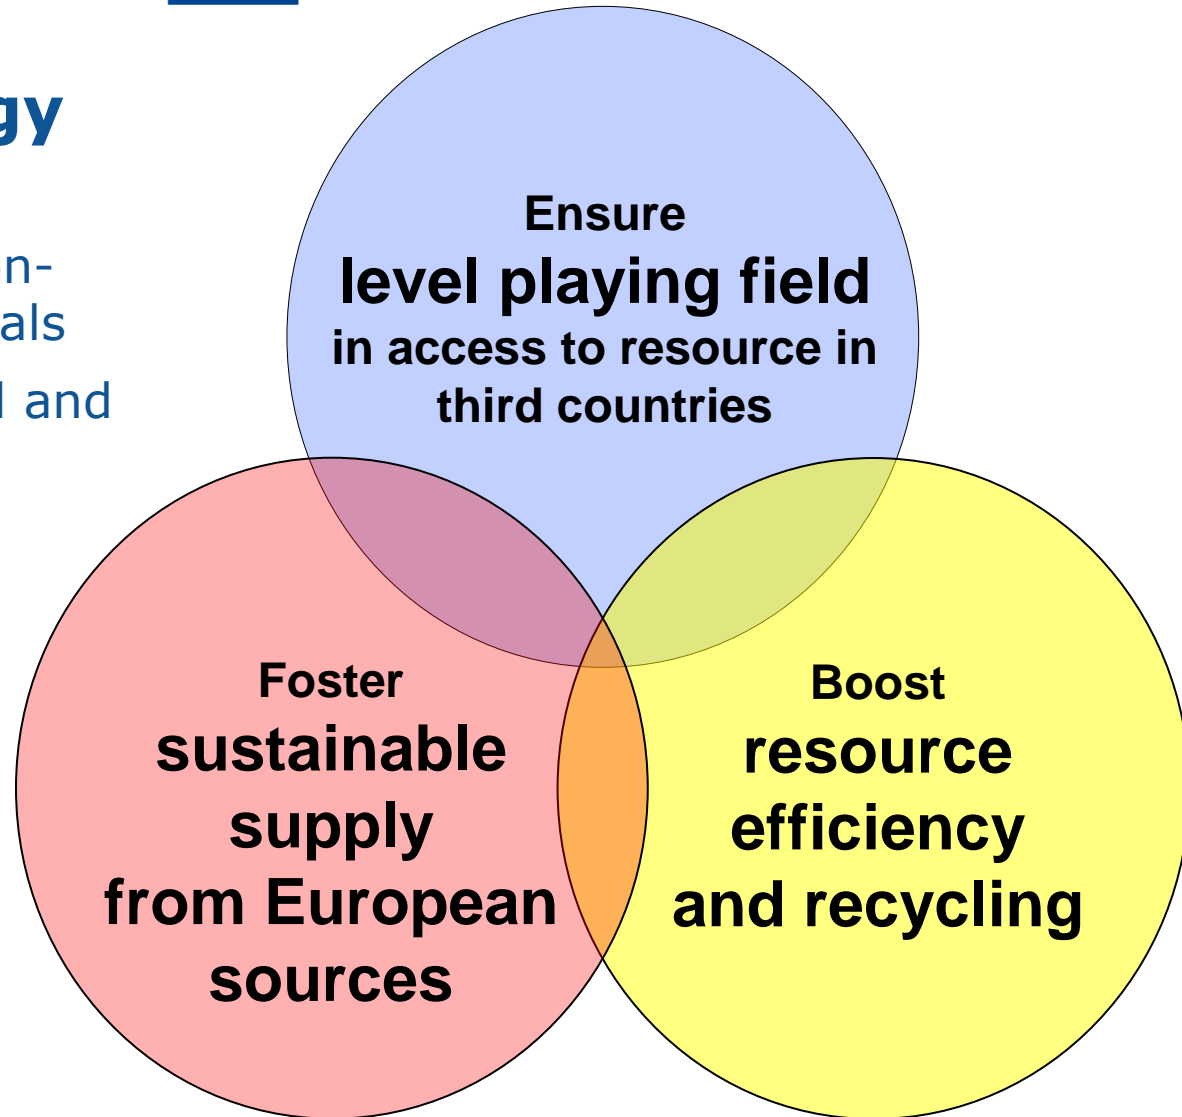 gy
on-
als
and
Ensure
level playing field
in access to resource in
third countries
Foster
sustainable
supply
from European
sources
Boost
resource
efficiency
and recycling